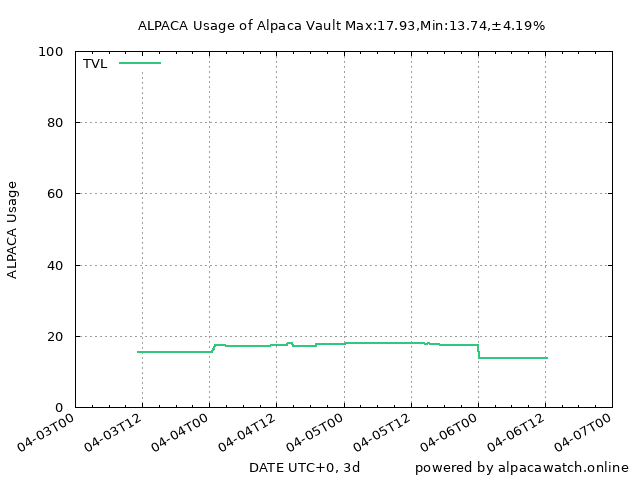 ALPACA Usage of Alpaca Vault Max:17.93,Min:13.74,±4.19%
TVL
ALPACA Usage
100
80
60
40
20
0
04-03T00
04-03T12
04-04T00
04-04T12
04-05T00
04-05T12
04-06T00
04-06T12
04-07T00
DATE UTC+0, 3d
powered by alpacawatch.online